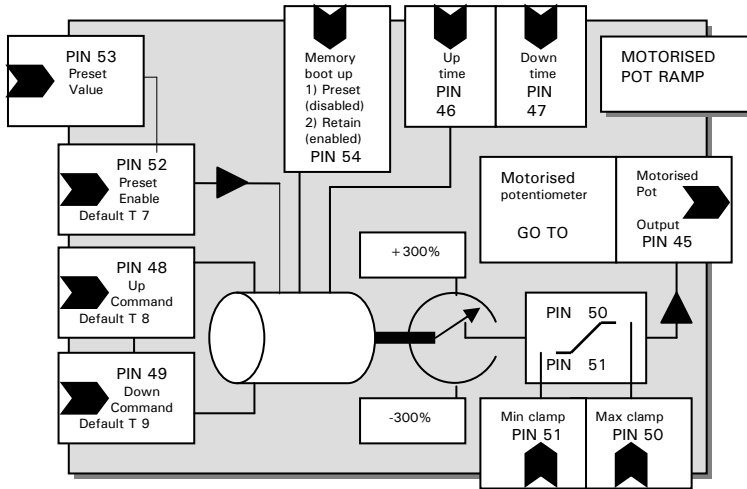 PIN 53
Preset
Value
Memory
boot up
1) Preset
(disabled)
2) Retain
(enabled)
PIN 54
Up
time
PIN
46
Down
time
PIN
47
MOTORISED
POT RAMP
PIN 52
Preset
Enable
Default T 7
Motorised
potentiometer
GO TO
Motorised
Pot
Output
PIN 45
PIN 48
Up
Command
Default T 8
+300%
PIN 50
PIN 51
PIN 49
Down
Command
Default T 9
-300%
Min clamp
PIN 51
Max clamp
PIN 50